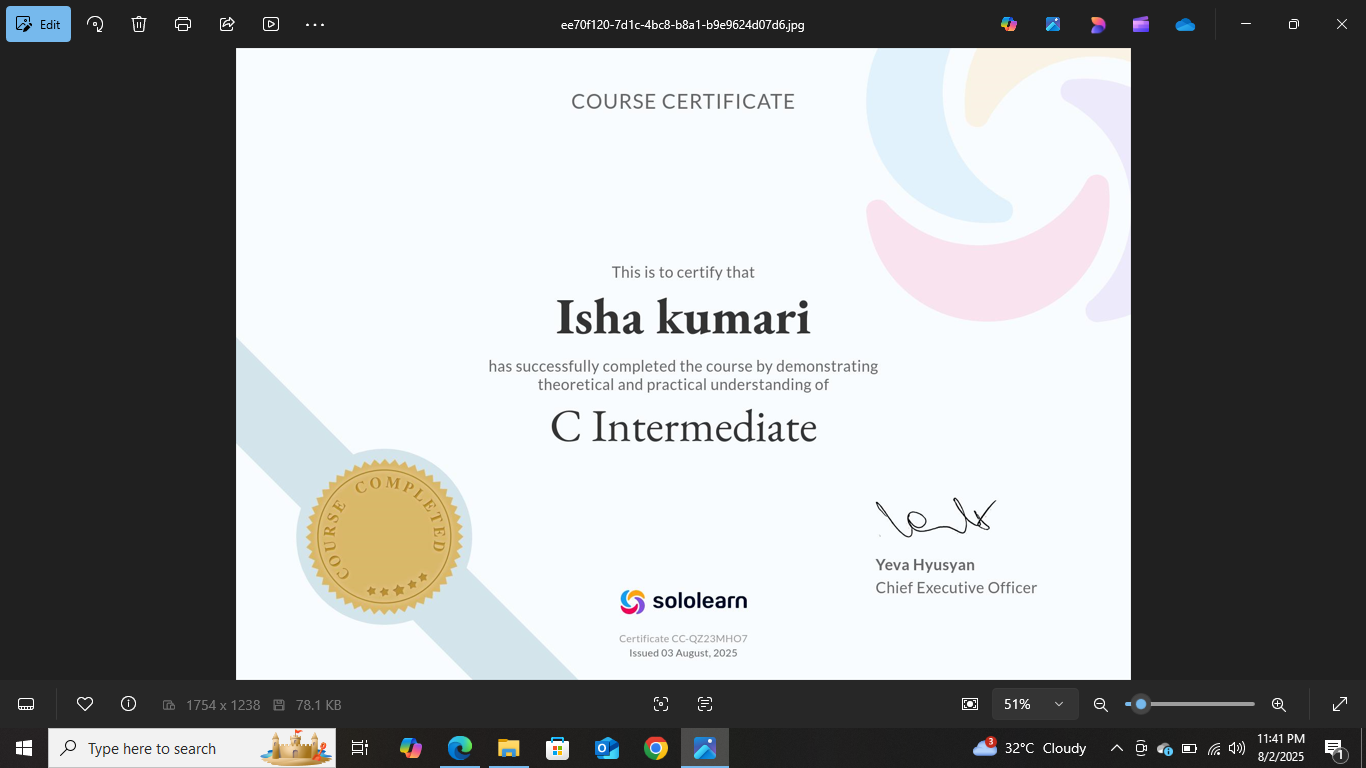 Edit
ee70f120-7d1c-4bc8-b8a1-b9e9624d07d6.jpg
COURSE CERTIFICATE
This is to certify that
Isha kumari
has successfully completed the course by demonstrating
theoretical and practical understanding of
C Intermediate
COURSE COMPLETED
Yeva Hyusyan
Chief Executive Officer
sololearn
Certificate CC-QZ23MHO7
Issued 03 August, 2025
1754 x 1238
78.1 KB
51%
Type here to search
3
32°C Cloudy
11:41 PM
8/2/2025
1